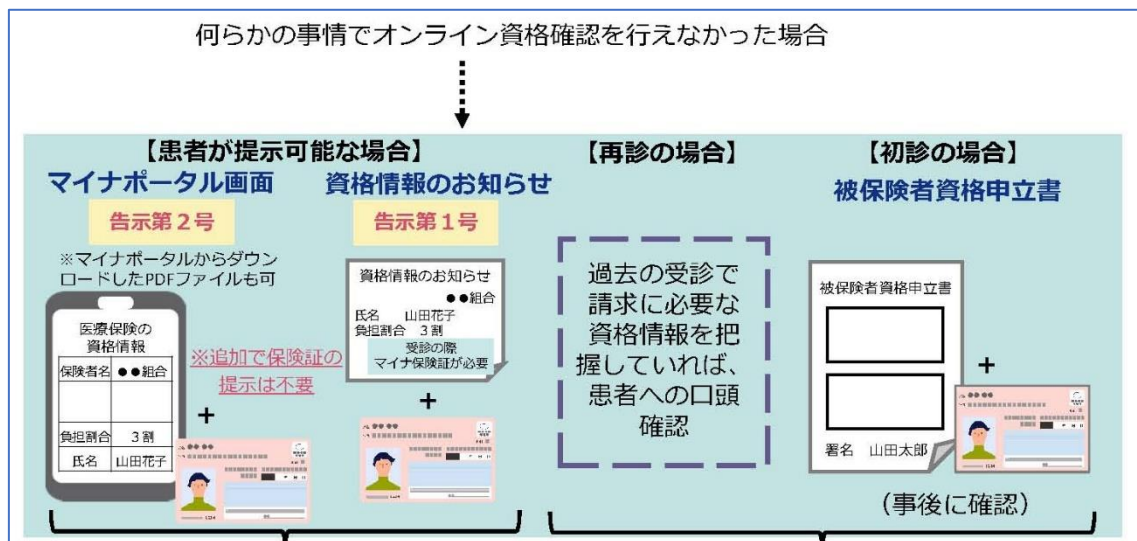 何らかの事情でオンライン資格確認を行えなかった場合
【患者が提示可能な場合】
マイナポータル画面
告示第2号
※マイナポータルからダウン
ロードしたPDFファイルも可
医療保険の
資格情報
保険者名 ●●組合
負担割合 3割
氏名 山田花子
※追加で保険証の
提示は不要
+
資格情報のお知らせ
告示第1号
資格情報のお知らせ
●●組合
氏名 山田花子
負担割合 3割
受診の際
マイナ保険証が必要
+
【再診の場合】
過去の受診で
請求に必要な
資格情報を把
握していれば、
患者への口頭
確認
【初診の場合】
被保険者資格申立書
被保険者資格申立書
署名 山田太郎
+
(事後に確認)